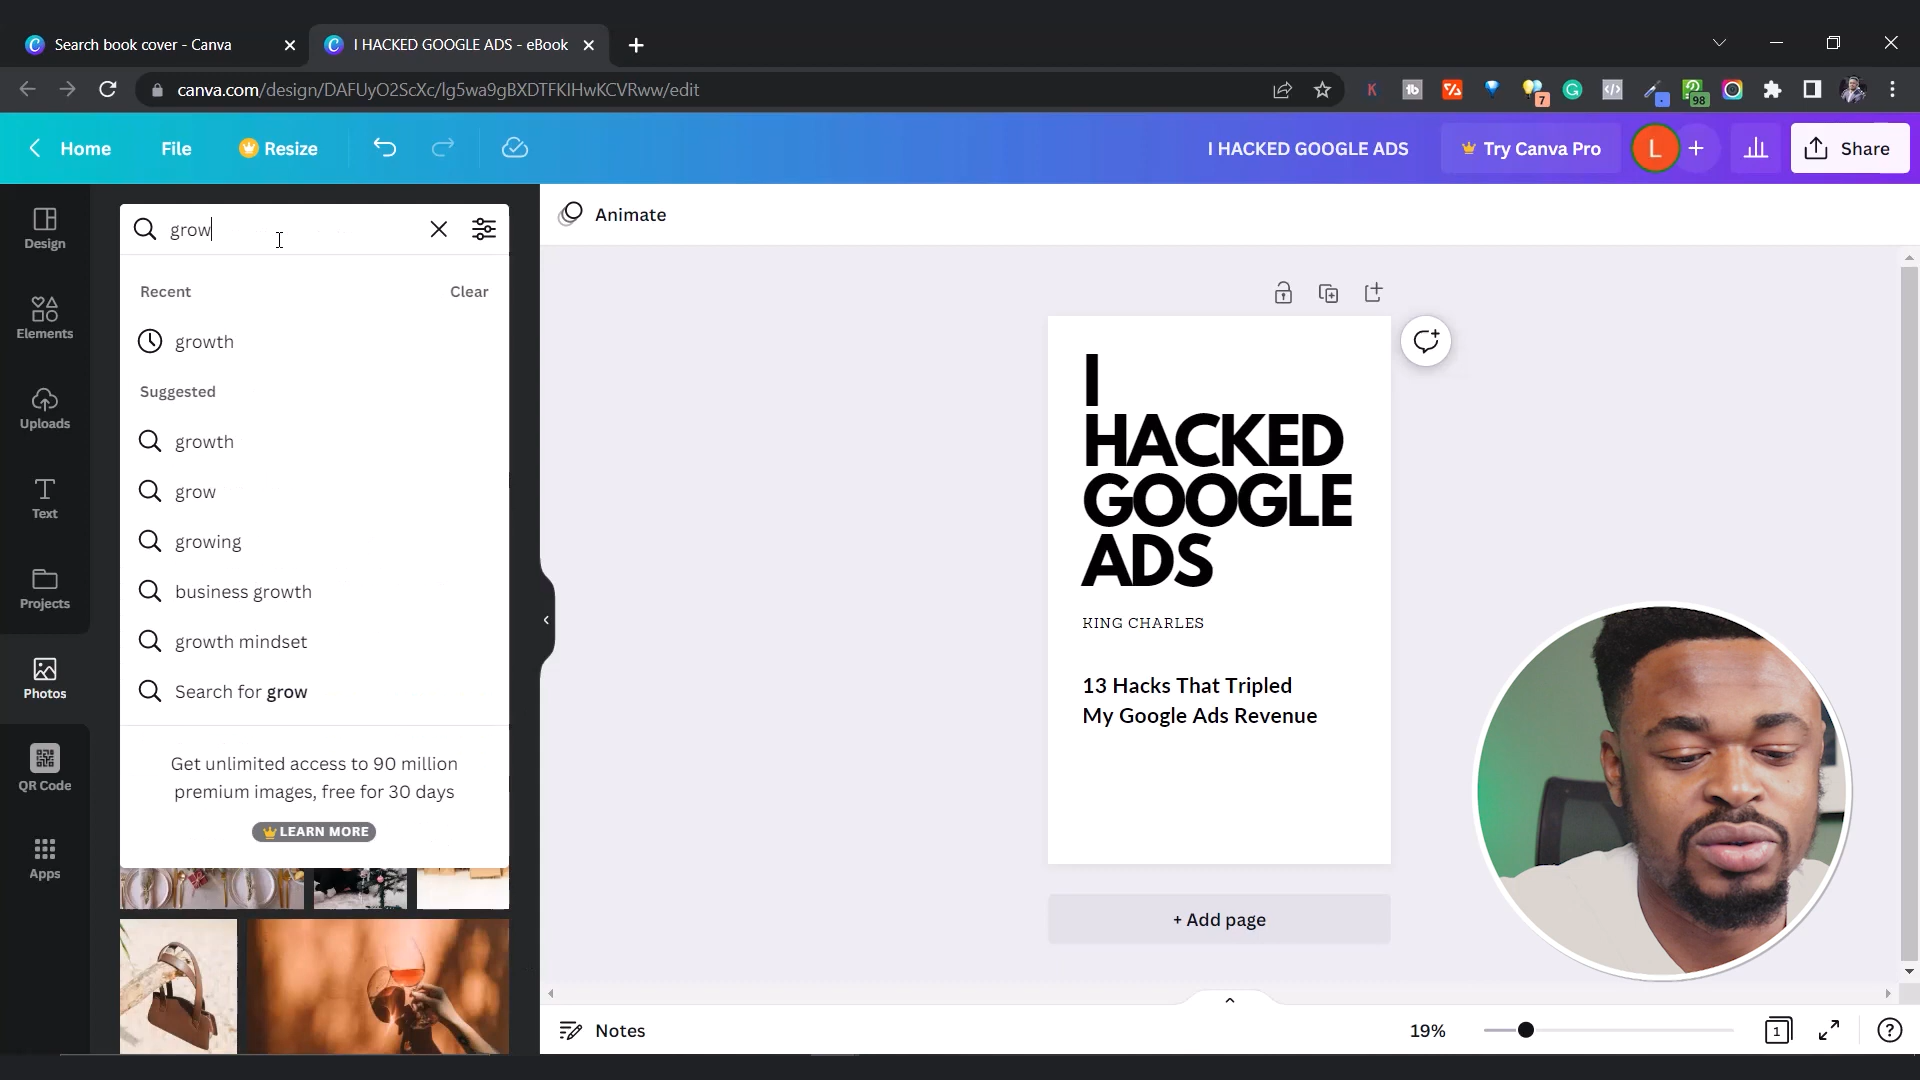 Search book cover - Canva
I HACKED GOOGLE ADS - eBook
canva.com/design/DAFUyO2ScXc/Ig5wa9gBXDTFKIHwKCVRww/edit
7
98
Home
File
Resize
I HACKED GOOGLE ADS
Try Canva Pro
L
Share
Design
Elements
Uploads
Text
Projects
Photos
QR Code
Apps
grow
Recent
Clear
growth
Suggested
growth
grow
growing
business growth
growth mindset
Search for grow
Get unlimited access to 90 million
premium images, free for 30 days
LEARN MORE
Animate
I
HACKED
GOOGLE
ADS
KING CHARLES
13 Hacks That Tripled
My Google Ads Revenue
+ Add page
Notes
19%
1